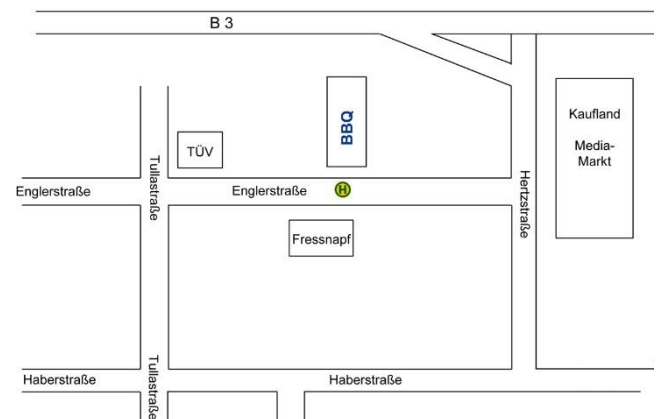 B 3
Kaufland
Media-
Markt
BBQ
TÜV
Tullastraße
Englerstraße
Englerstraße
H
Hertzstraße
Fressnapf
Tullastraße
Haberstraße
Haberstraße